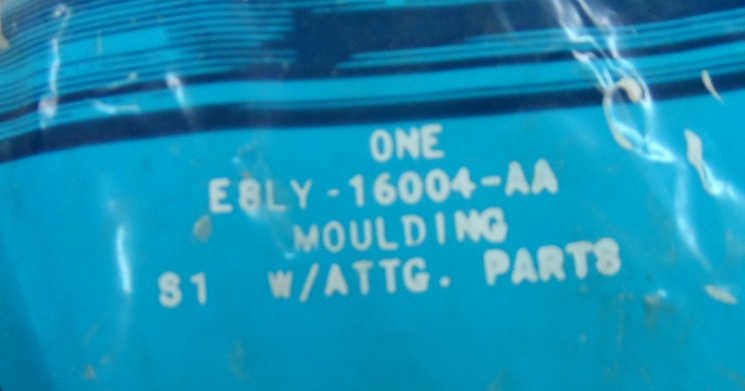 ONE
E8LY-16004-AA
MOULDING
S1 W/ATTG. PARTS